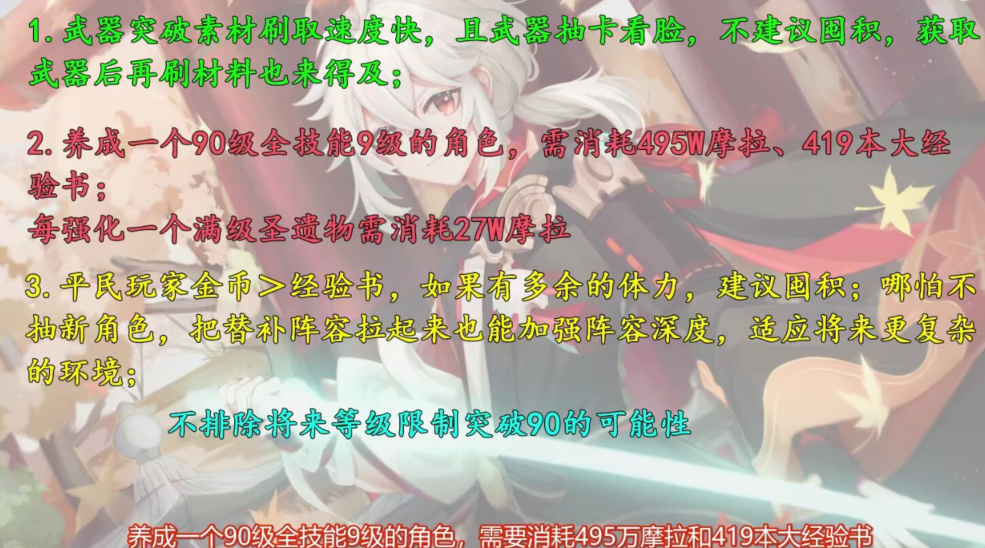 1.武器突破素材刷取速度快，且武器抽卡看脸，不建议囤积，获取
武器后再刷材料也来得及；
2.养成一个90级全技能9级的角色，需消耗495W摩拉、419本大经
验书；
每强化一个满级圣遗物需消耗27W摩拉
3.平民玩家金币＞经验书，如果有多余的体力，建议囤积；哪怕不
抽新角色，把替补阵容拉起来也能加强阵容深度，适应将来更复杂
的环境；
不排除将来等级限制突破90的可能性
养成一个90级全技能9级的角色，需要消耗495万摩拉和419本大经验书